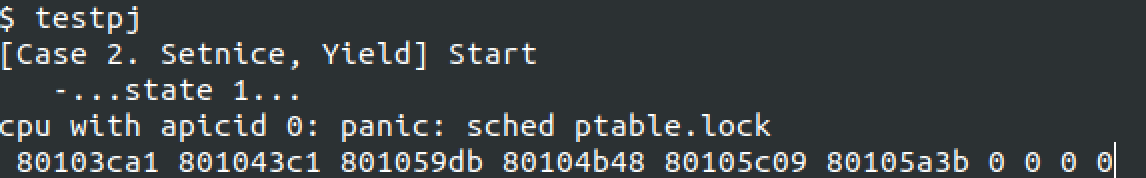 $ testpj
[Case 2. Setnice, Yield] Start
-...state 1...
cpu with apicid 0: panic: sched ptable.lock
80103ca1 801043c1 801059db 80104b48 80105c09 80105a3b 0 0 0 0